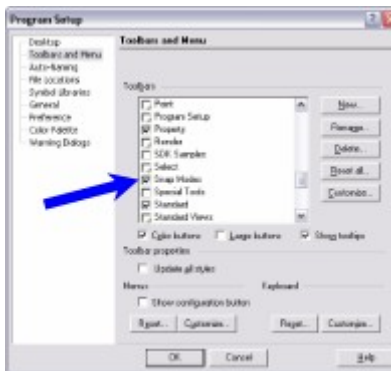 Program Setup
Desktop
Toolbars and Menu
Auto-Naming
File Locations
Symbol Libraries
General
Preference
Color Palette
Warning Dialogs
Toolbars and Menu
Toolbars
Paint
Program Setup
Property
Render
SDK Samples
Select
Snap Modes
Special Tools
Standard
Standard Views
New...
Rename...
Delete...
Reset all...
Customize...
Color buttons
Large buttons
Show tooltips
Toolbar properties
Update all styles
Menus
Keyboard
Show configuration button
Reset...
Customize...
Reset...
Customize...
OK
Cancel
Help